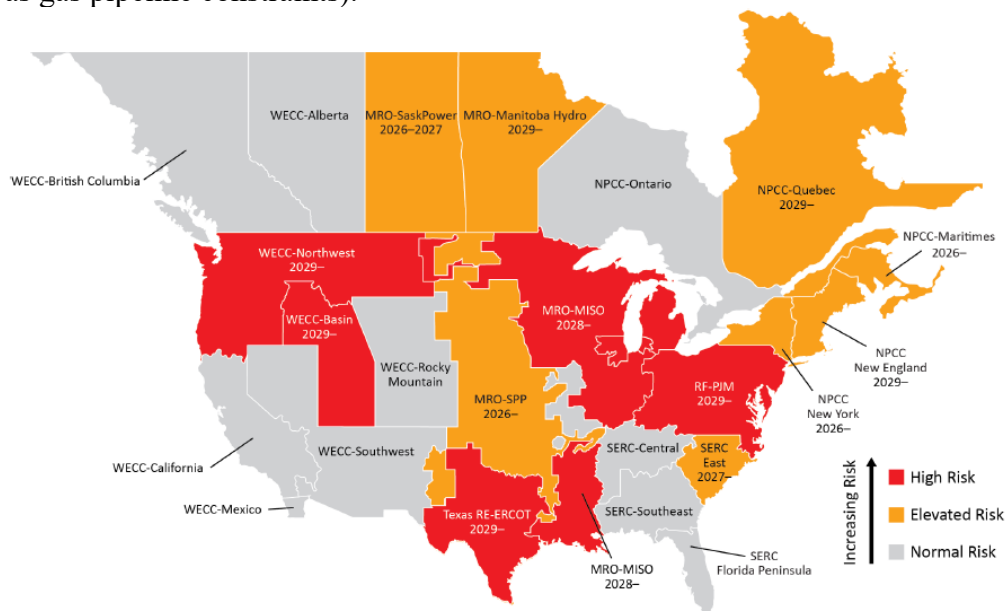 as gas pipeline constraints).
WECC-Alberta
MRO-SaskPower
2026–2027
MRO-Manitoba Hydro
2029–
WECC-British Columbia
NPCC-Ontario
NPCC-Quebec
2029–
NPCC-Maritimes
2026–
WECC-Northwest
2029–
WECC-Basin
2029–
MRO-MISO
2028–
WECC-Rocky
Mountain
MRO-SPP
2026–
RF-PJM
2029–
NPCC
New England
2029–
NPCC
New York
2026–
WECC-California
WECC-Southwest
SERC-Central
SERC
East
2027–
WECC-Mexico
Texas RE-ERCOT
2029–
SERC-Southeast
MRO-MISO
2028–
SERC
Florida Peninsula
Increasing Risk
High Risk
Elevated Risk
Normal Risk